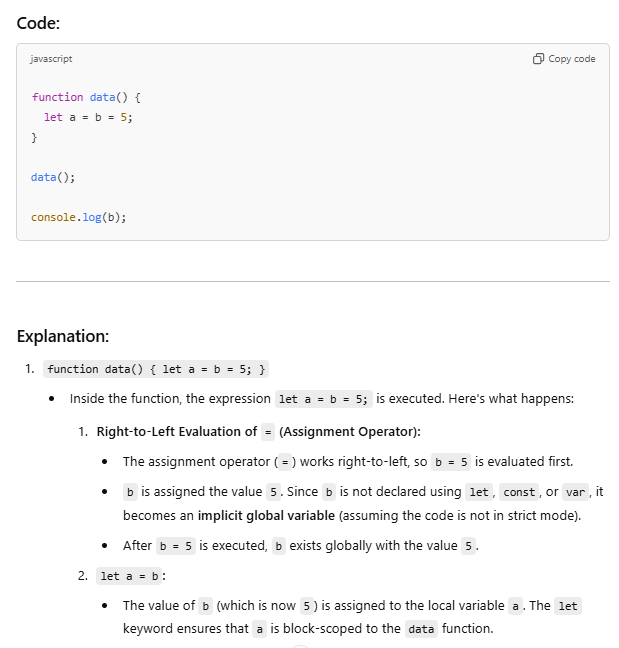 Code:
javascript
Copy code
function data() {
  let a = b = 5;
}
data();
console.log(b);
Explanation:
1. function data() { let a = b = 5; }
• Inside the function, the expression let a = b = 5; is executed. Here's what happens:
1. Right-to-Left Evaluation of = (Assignment Operator):
• The assignment operator ( = ) works right-to-left, so b = 5 is evaluated first.
• b is assigned the value 5. Since b is not declared using let, const, or var, it
becomes an implicit global variable (assuming the code is not in strict mode).
• After b = 5 is executed, b exists globally with the value 5.
2. let a = b:
• The value of b (which is now 5) is assigned to the local variable a. The let
keyword ensures that a is block-scoped to the data function.